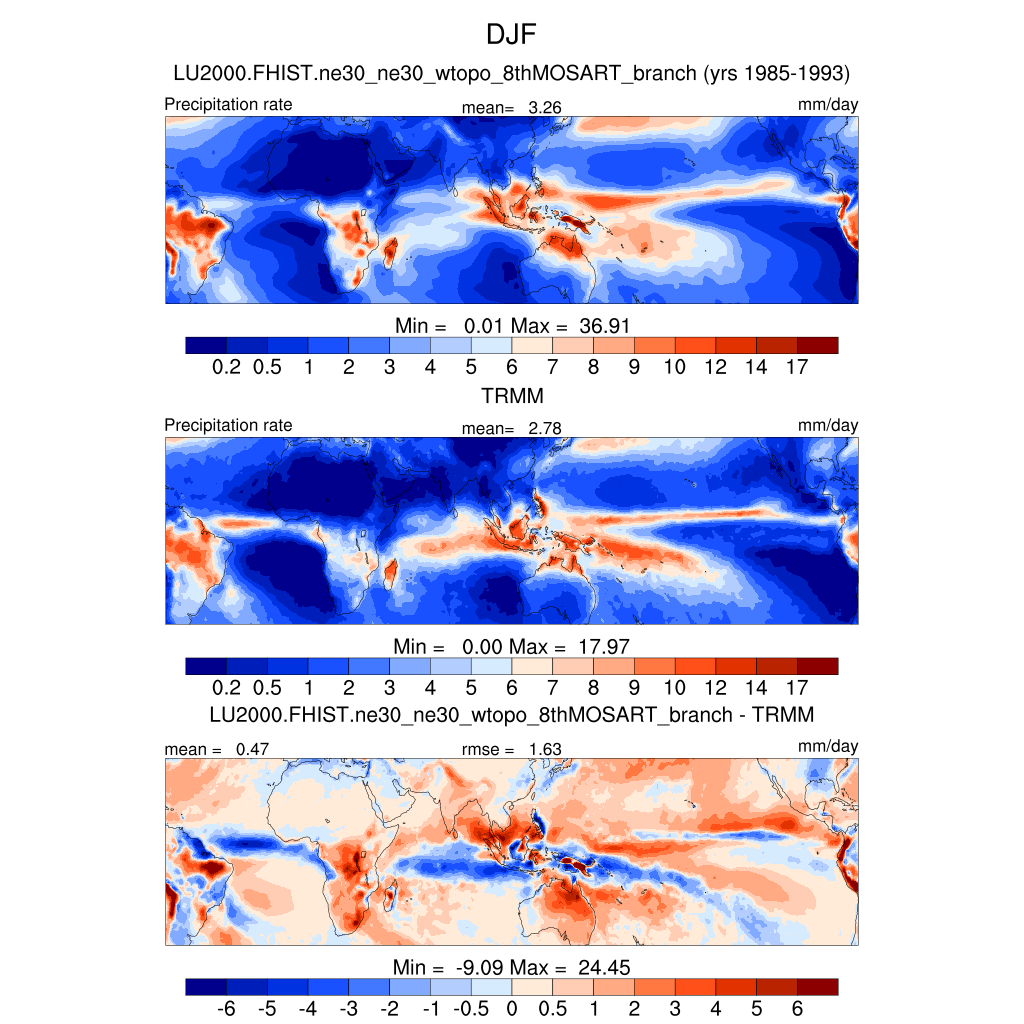 DJF
LU2000.FHIST.ne30_ne30_wtopo_8thMOSART_branch (yrs 1985-1993)
Precipitation rate mean= 3.26 mm/day
Min = 0.01 Max = 36.91
0.2 0.5 1 2 3 4 5 6 7 8 9 10 12 14 17
TRMM
Precipitation rate mean= 2.78 mm/day
Min = 0.00 Max = 17.97
0.2 0.5 1 2 3 4 5 6 7 8 9 10 12 14 17
LU2000.FHIST.ne30_ne30_wtopo_8thMOSART_branch - TRMM
mean = 0.47 rmse = 1.63 mm/day
Min = -9.09 Max = 24.45
-6 -5 -4 -3 -2 -1 -0.5 0 0.5 1 2 3 4 5 6